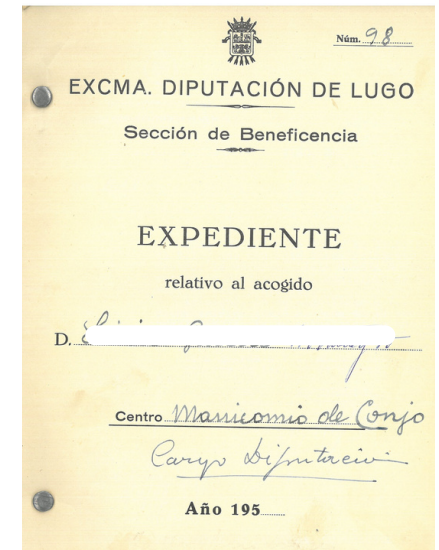 Núm. 98
EXCMA. DIPUTACIÓN DE LUGO
Sección de Beneficencia
EXPEDIENTE
relativo al acogido
D.
Centro Manicomio de Conjo
Cargo Diputación
Año 195